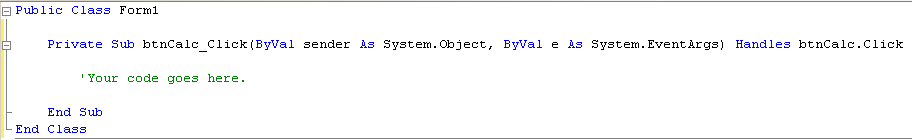 Public Class Form1
Private Sub btnCalc_Click(ByVal sender As System.Object, ByVal e As System.EventArgs) Handles btnCalc.Click
'Your code goes here.
End Sub
End Class